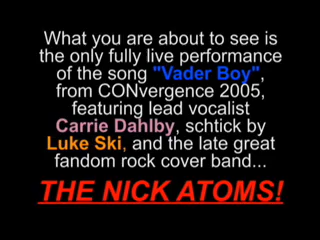 What you are about to see is
the only fully live performance
of the song "Vader Boy",
from CONvergence 2005,
featuring lead vocalist
Carrie Dahlby, schtick by
Luke Ski, and the late great
fandom rock cover band...
THE NICK ATOMS!